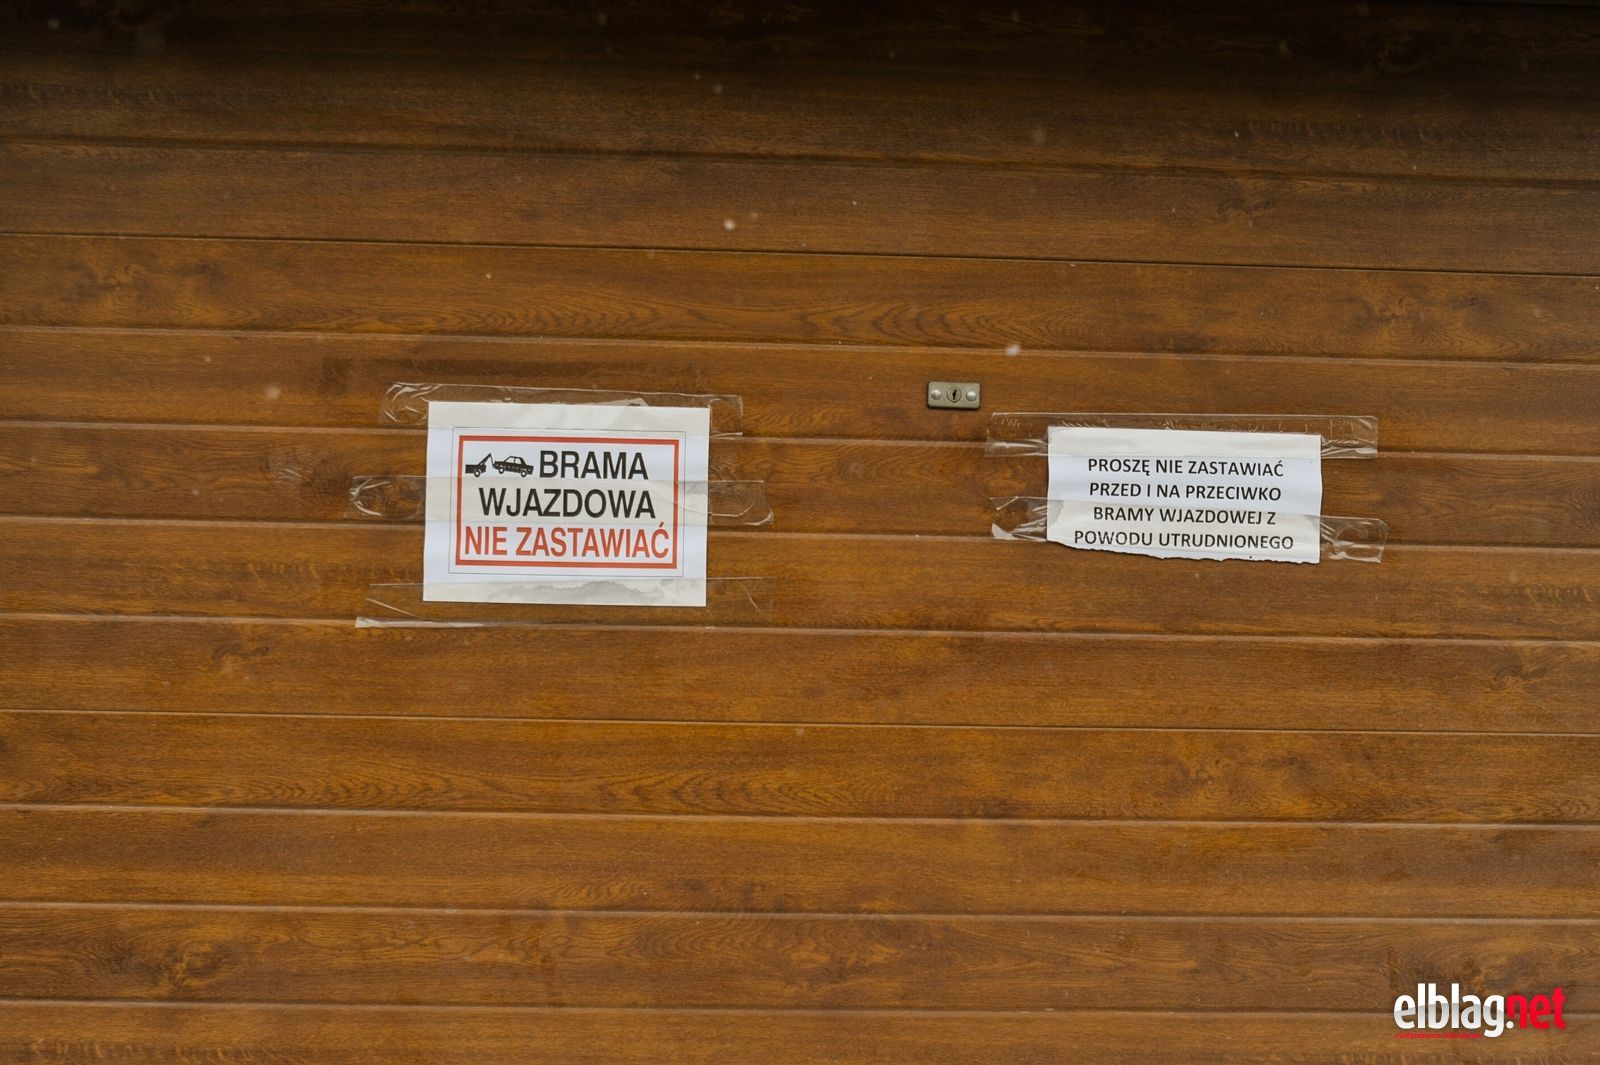 BRAMA
WJAZDOWA
NIE ZASTAWIAĆ
PROSZĘ NIE ZASTAWIAĆ
PRZED I NA PRZECIWKO
BRAMY WJAZDOWEJ Z
POWODU UTRUDNIONEGO
elblag.net